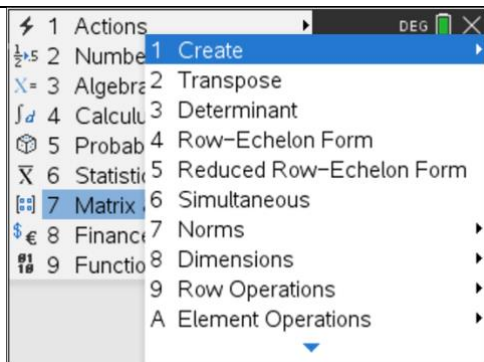 1 Actions
DEG
2 Numbe
3 Algebra
4 Calculu
5 Probab
6 Statistic
7 Matrix
8 Finance
9 Functio
1 Create
2 Transpose
3 Determinant
4 Row-Echelon Form
5 Reduced Row-Echelon Form
6 Simultaneous
7 Norms
8 Dimensions
9 Row Operations
A Element Operations